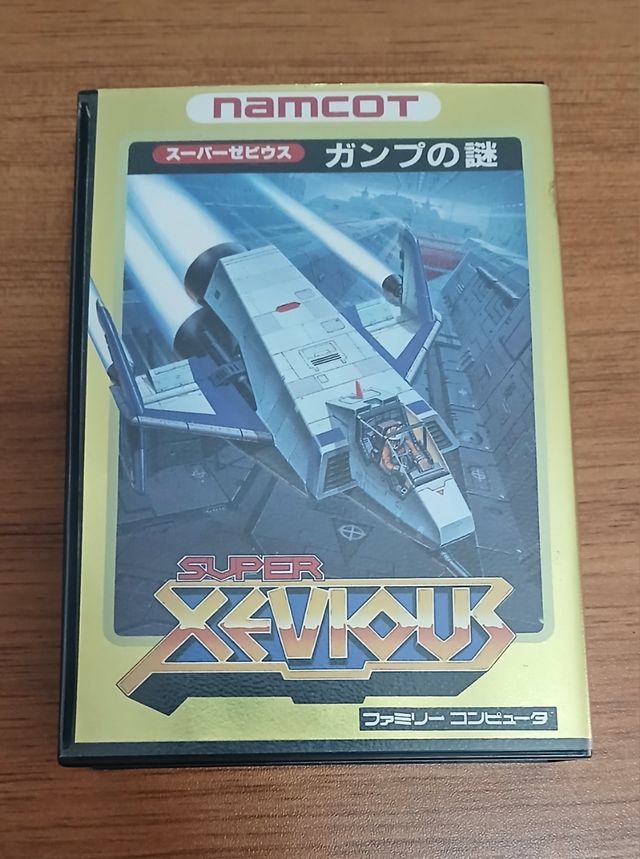 namcoT
スーパーゼビウス ガンプの謎
SUPER
XEVIOUS
ファミリー コンピュータ